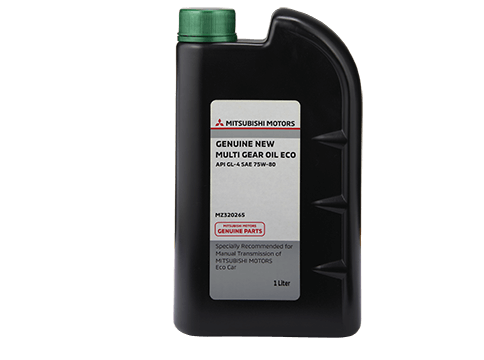 MITSUBISHI MOTORS
GENUINE NEW
MULTI GEAR OIL ECO
API GL-4 SAE 75W-80
MZ320265
MITSUBISHI MOTORS
GENUINE PARTS
Specially Recommended for
Manual Transmission of
MITSUBISHI MOTORS
Eco Car
1 Liter